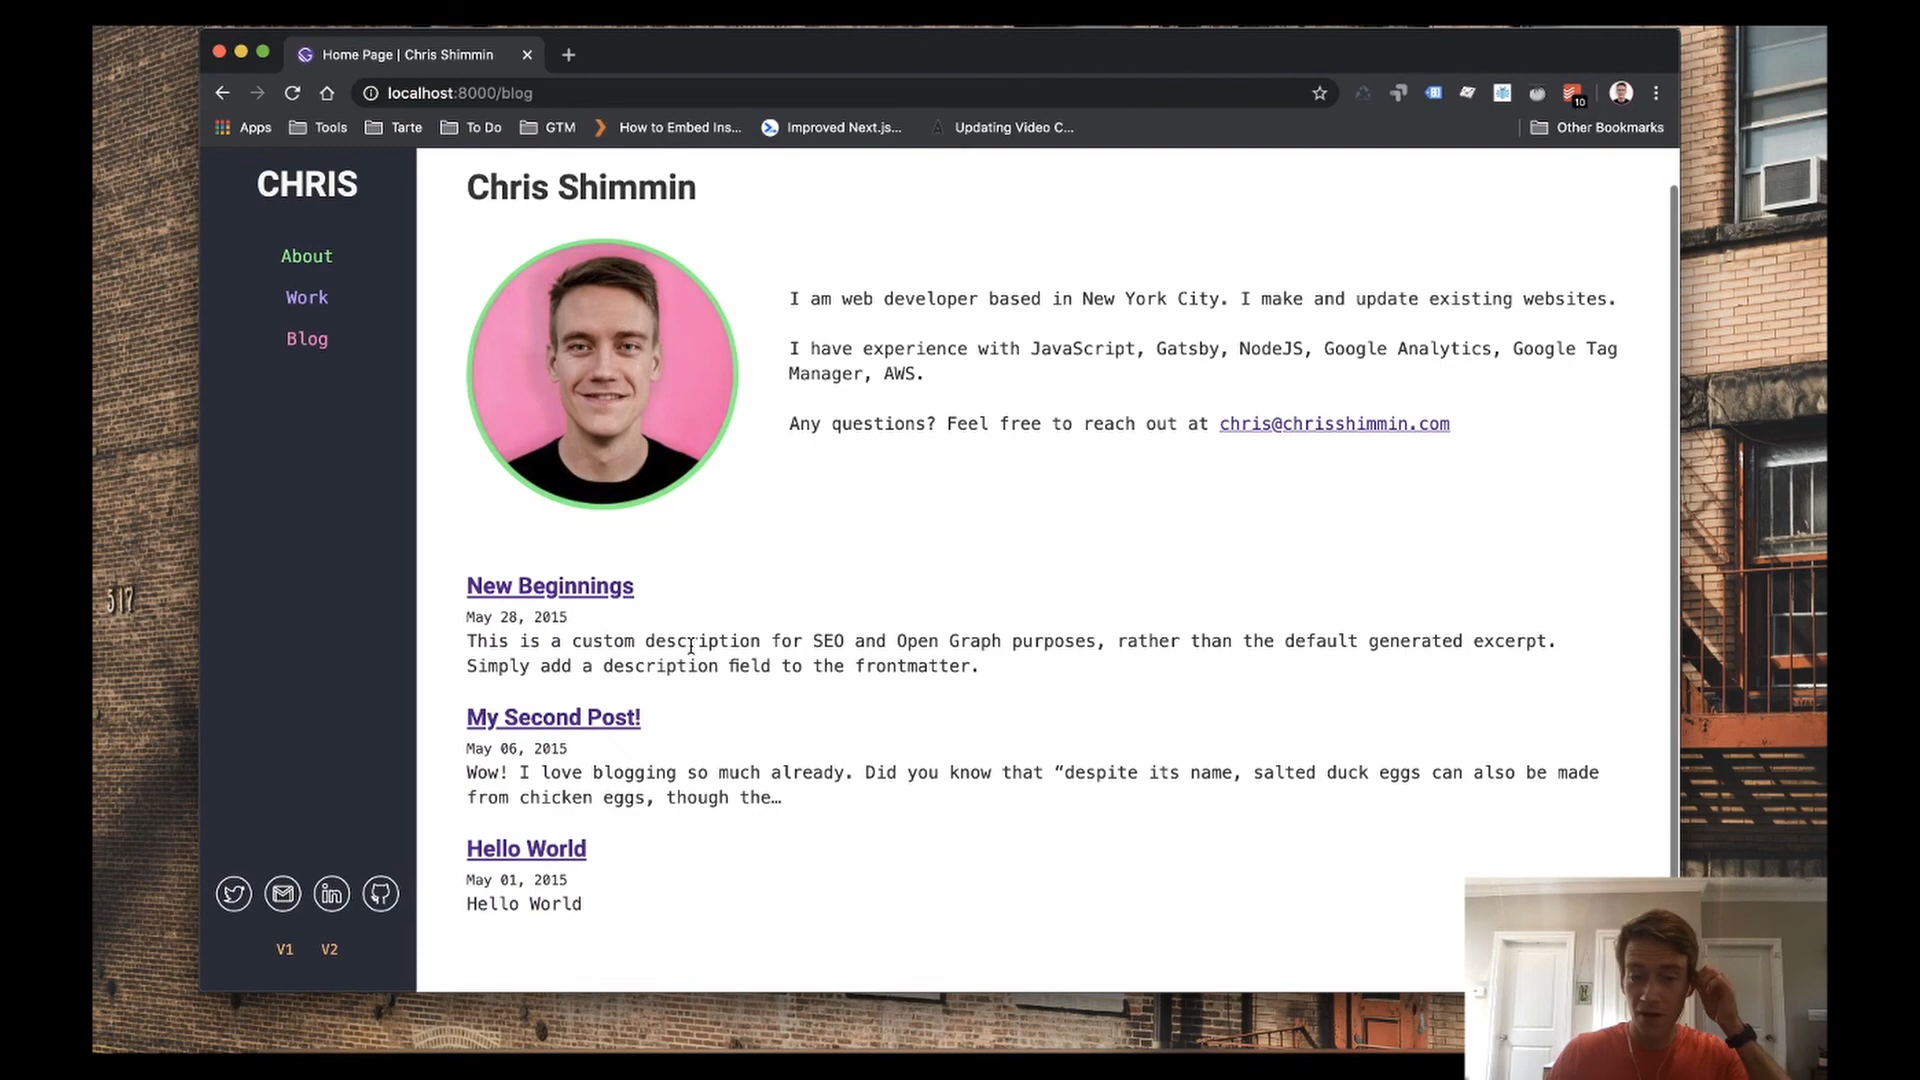 Home Page | Chris Shimmin
localhost:8000/blog
10
Apps Tools Tarte To Do GTM How to Embed Ins... Improved Next.js... Updating Video C... Other Bookmarks
CHRIS
About
Work
Blog
V1 V2
Chris Shimmin
I am web developer based in New York City. I make and update existing websites.
I have experience with JavaScript, Gatsby, NodeJS, Google Analytics, Google Tag
Manager, AWS.
Any questions? Feel free to reach out at chris@chrisshimmin.com
New Beginnings
May 28, 2015
This is a custom description for SEO and Open Graph purposes, rather than the default generated excerpt.
Simply add a description field to the frontmatter.
My Second Post!
May 06, 2015
Wow! I love blogging so much already. Did you know that “despite its name, salted duck eggs can also be made
from chicken eggs, though the…
Hello World
May 01, 2015
Hello World
517